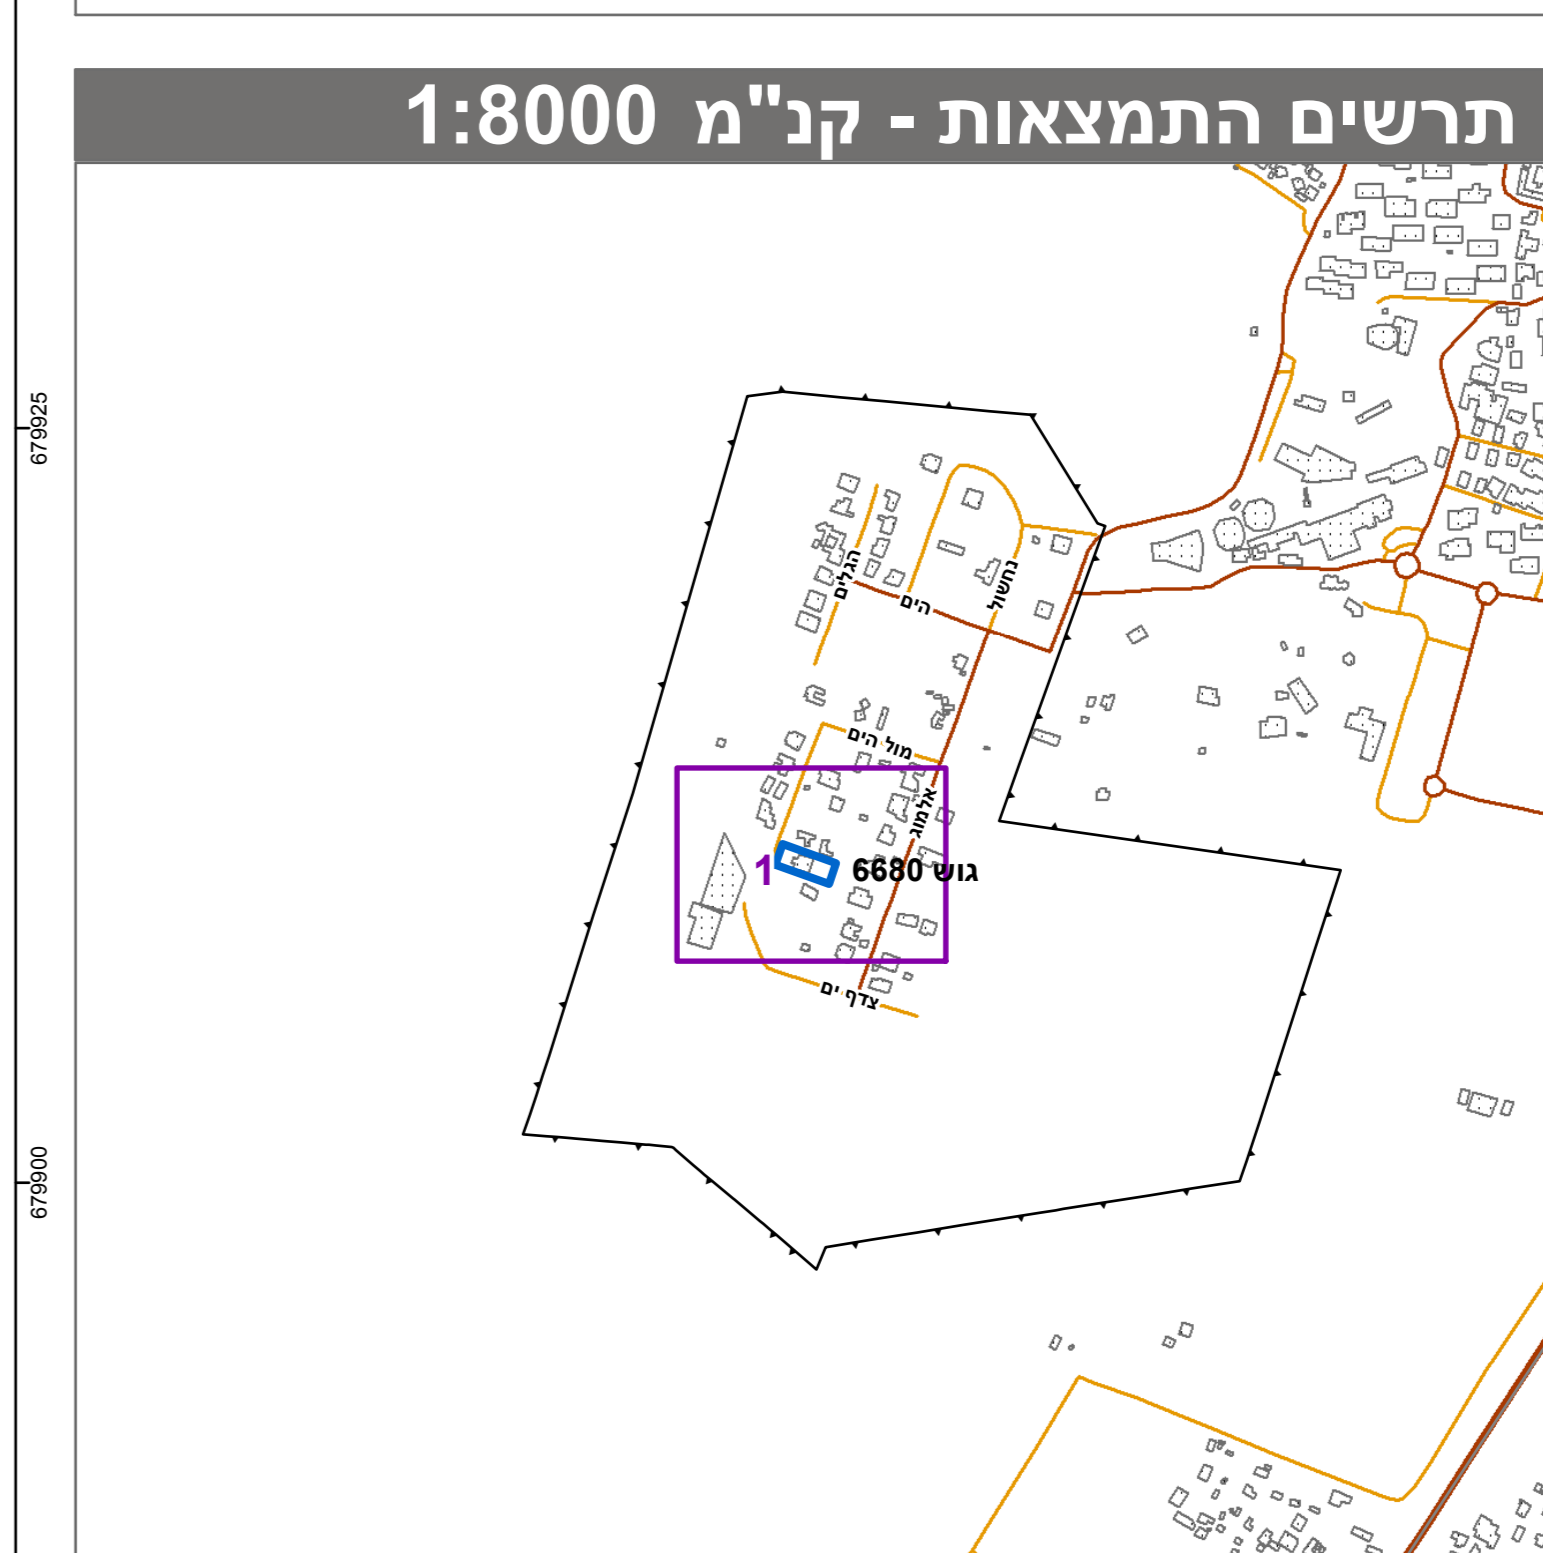 תרשים התמצאות - קנ"מ 1:8000
679925
הגלים
הים
נחשול
מול הים
אלמוג
1
גוש 6680
צדף ים
679900